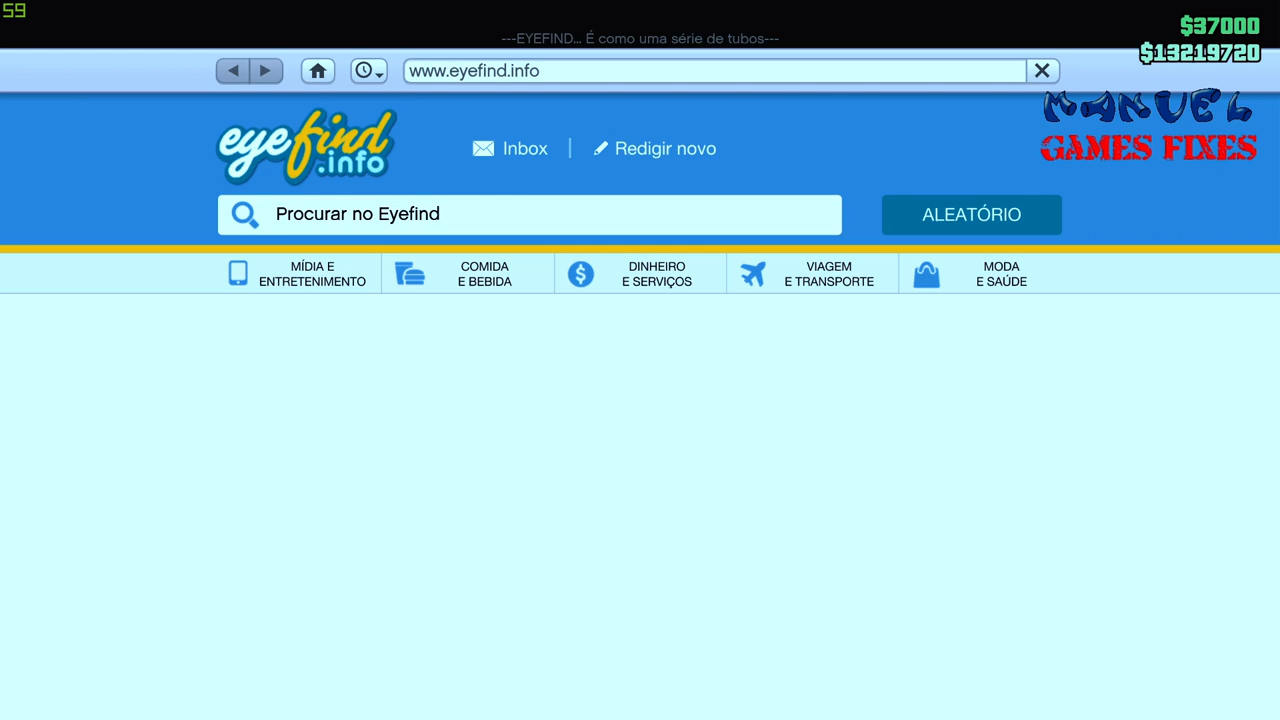 59
---EYEFIND... É como uma série de tubos---
$37000
$13219720
www.eyefind.info
MANUEL
GAMES FIXES
eyefind
.info
Inbox
Redigir novo
Procurar no Eyefind
ALEATÓRIO
MÍDIA E
ENTRETENIMENTO
COMIDA
E BEBIDA
DINHEIRO
E SERVIÇOS
VIAGEM
E TRANSPORTE
MODA
E SAÚDE